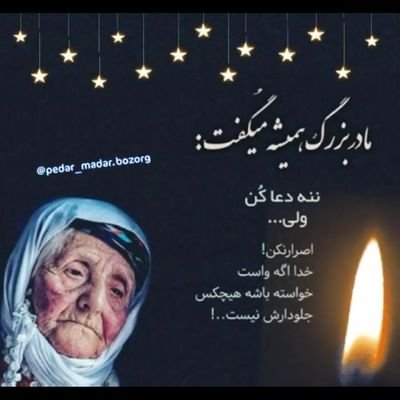 مادربزرگ همیشه میگفت:
@pedar_madar.bozorg
ننه دعا کُن
ولی...
اصرارنکن!
خدا اگه واست
خواسته باشه هیچکس
جلودارش نیست..!